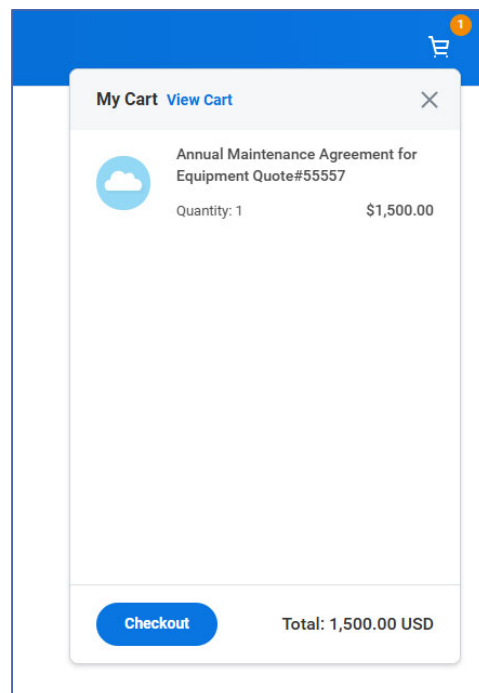 1
My Cart View Cart
Annual Maintenance Agreement for
Equipment Quote#55557
Quantity: 1 $1,500.00
Checkout Total: 1,500.00 USD